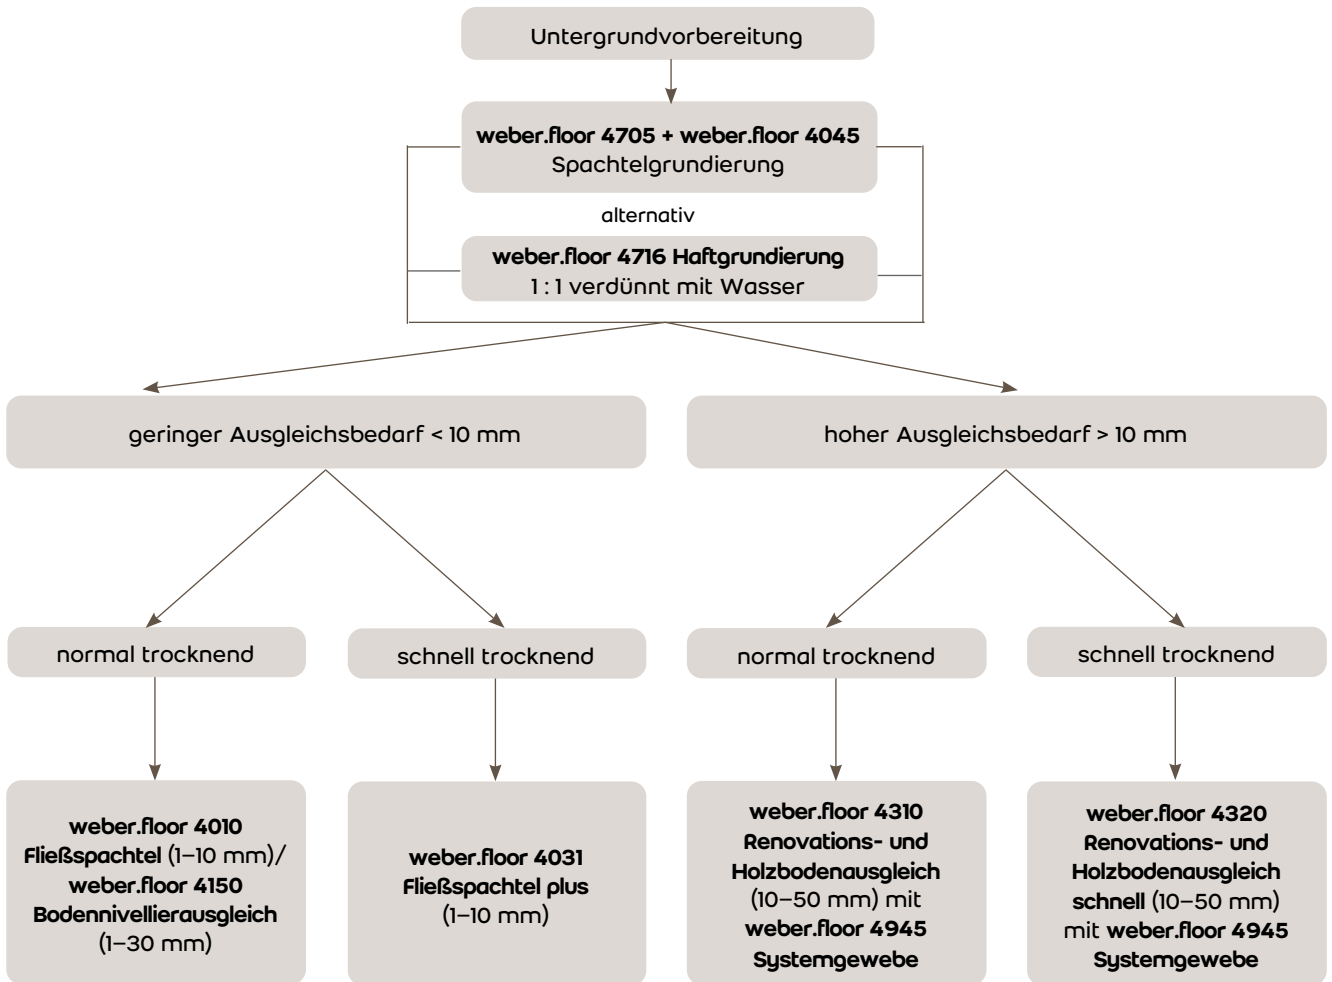 Untergrundvorbereitung
weber.floor 4705 + weber.floor 4045
Spachtelgrundierung
alternativ
weber.floor 4716 Haftgrundierung
1 : 1 verdünnt mit Wasser
geringer Ausgleichsbedarf < 10 mm
hoher Ausgleichsbedarf > 10 mm
normal trocknend
schnell trocknend
normal trocknend
schnell trocknend
weber.floor 4010
Fließspachtel (1–10 mm)/
weber.floor 4150
Bodennivellierausgleich
(1–30 mm)
weber.floor 4031
Fließspachtel plus
(1–10 mm)
weber.floor 4310
Renovations- und
Holzbodenausgleich
(10–50 mm) mit
weber.floor 4945
Systemgewebe
weber.floor 4320
Renovations- und
Holzbodenausgleich
schnell (10–50 mm)
mit weber.floor 4945
Systemgewebe